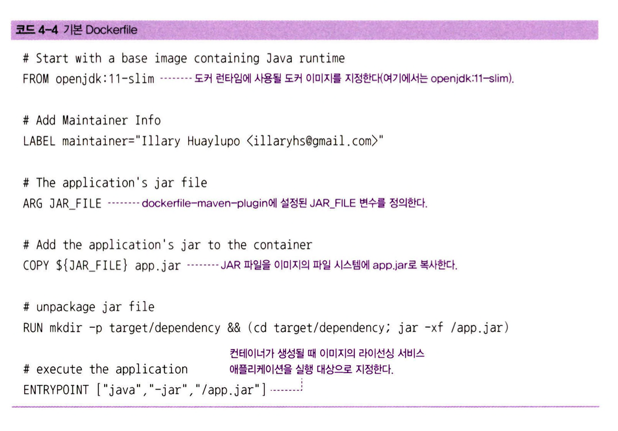 코드 4-4 기본 Dockerfile
# Start with a base image containing Java runtime
FROM openjdk:11-slim -------- 도커 런타임에 사용될 도커 이미지를 지정한다(여기에서는 openjdk:11-slim).
# Add Maintainer Info
LABEL maintainer="Illary Huaylupo <illaryhs@gmail.com>"
# The application's jar file
ARG JAR_FILE -------- dockerfile-maven-plugin에 설정된 JAR_FILE 변수를 정의한다.
# Add the application's jar to the container
COPY ${JAR_FILE} app.jar -------- JAR 파일을 이미지의 파일 시스템에 app.jar로 복사한다.
# unpackage jar file
RUN mkdir -p target/dependency && (cd target/dependency; jar -xf /app.jar)
컨테이너가 생성될 때 이미지의 라이선싱 서비스
# execute the application 애플리케이션을 실행 대상으로 지정한다.
ENTRYPOINT ["java","-jar","/app.jar"] --------